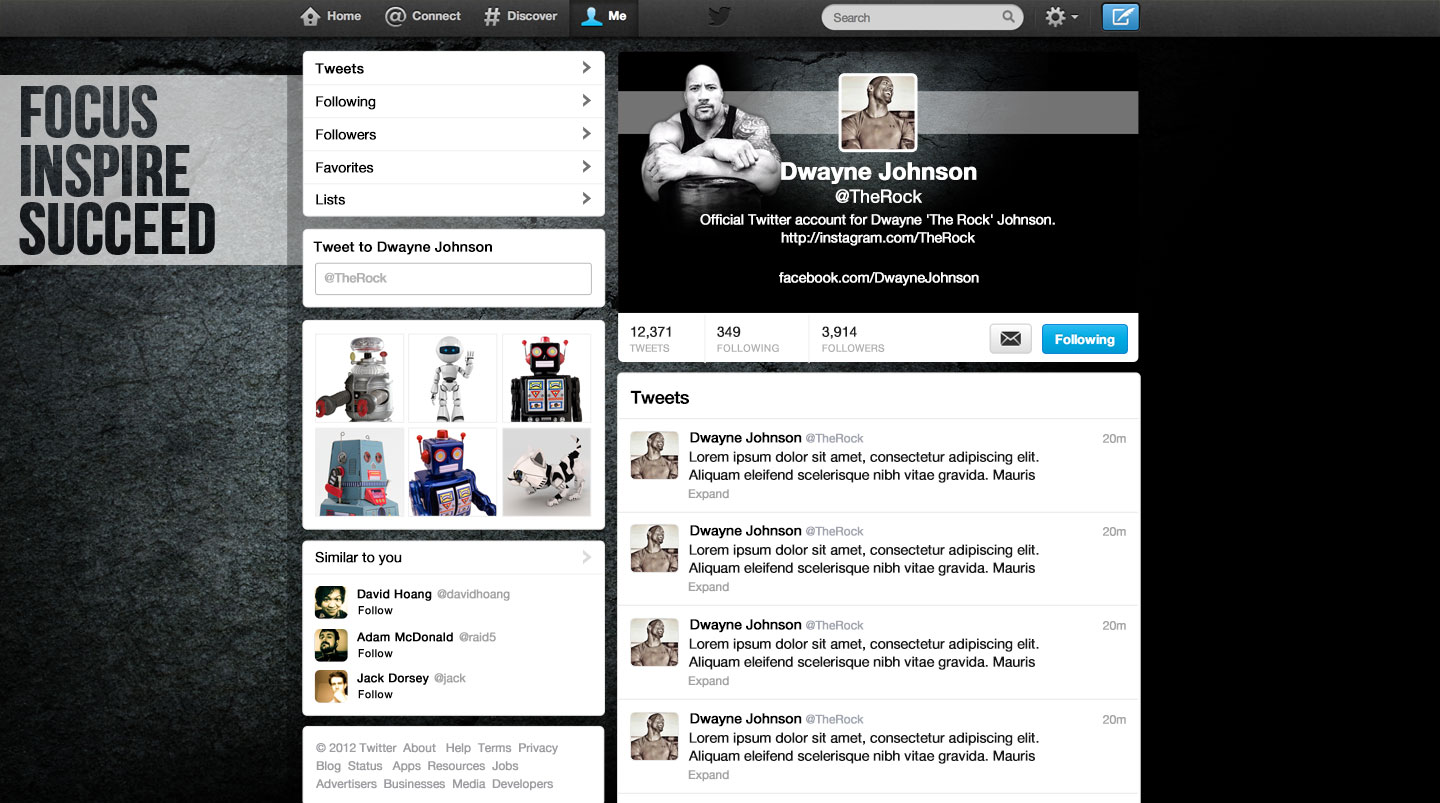 Home
Connect
Discover
Me
Search
FOCUS
INSPIRE
SUCCEED
Tweets
Following
Followers
Favorites
Lists
Tweet to Dwayne Johnson
@TheRock
Similar to you
David Hoang @davidhoang
Follow
Adam McDonald @raid5
Follow
Jack Dorsey @jack
Follow
© 2012 Twitter About Help Terms Privacy
Blog Status Apps Resources Jobs
Advertisers Businesses Media Developers
Dwayne Johnson
@TheRock
Official Twitter account for Dwayne 'The Rock' Johnson.
http://instagram.com/TheRock
facebook.com/DwayneJohnson
12,371
TWEETS
349
FOLLOWING
3,914
FOLLOWERS
Following
Tweets
Dwayne Johnson @TheRock 20m
Lorem ipsum dolor sit amet, consectetur adipiscing elit.
Aliquam eleifend scelerisque nibh vitae gravida. Mauris
Expand
Dwayne Johnson @TheRock 20m
Lorem ipsum dolor sit amet, consectetur adipiscing elit.
Aliquam eleifend scelerisque nibh vitae gravida. Mauris
Expand
Dwayne Johnson @TheRock 20m
Lorem ipsum dolor sit amet, consectetur adipiscing elit.
Aliquam eleifend scelerisque nibh vitae gravida. Mauris
Expand
Dwayne Johnson @TheRock 20m
Lorem ipsum dolor sit amet, consectetur adipiscing elit.
Aliquam eleifend scelerisque nibh vitae gravida. Mauris
Expand